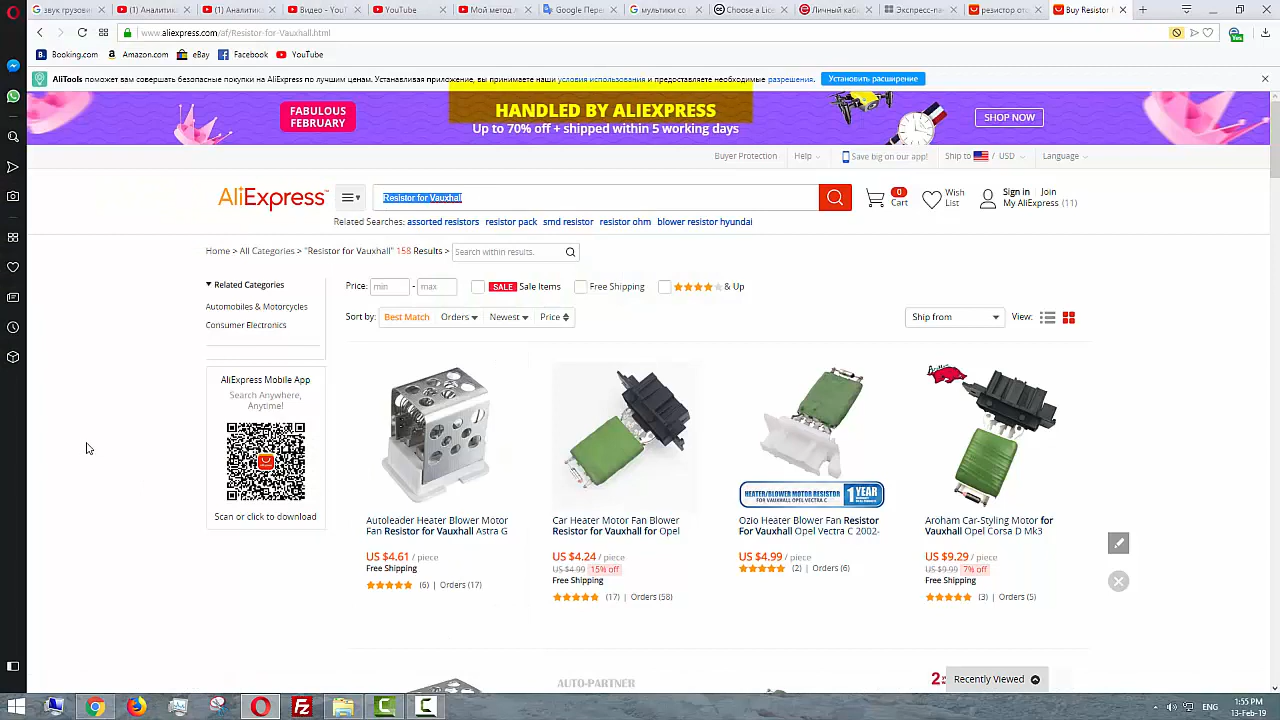 звук грузови
(1) Аналитика
(1) Аналитика
Видео - YouT
YouTube
Мой метод л
Google Пере
мультики со
Choose a Lice
Личный каби
Экспресс-па
резистор ото
Buy Resistor f
www.aliexpress.com/af/Resistor-for-Vauxhall.html
Yes
Booking.com
Amazon.com
eBay
Facebook
YouTube
AliTools поможет вам совершать безопасные покупки на AliExpress по лучшим ценам. Устанавливая приложение, вы принимаете наши условия использования и предоставляете необходимые разрешения.
Установить расширение
FABULOUS
FEBRUARY
HANDLED BY ALIEXPRESS
Up to 70% off + shipped within 5 working days
SHOP NOW
Buyer Protection
Help
Save big on our app!
Ship to / USD
Language
AliExpress
Resistor for Vauxhall
0
Cart
Wish
List
Sign in Join
My AliExpress (11)
Related Searches: assorted resistors resistor pack smd resistor resistor ohm blower resistor hyundai
Home > All Categories > "Resistor for Vauxhall" 158 Results >
Search within results.
Related Categories
Automobiles & Motorcycles
Consumer Electronics
Price: min - max SALE Sale Items Free Shipping & Up
Sort by: Best Match Orders Newest Price
Ship from
View:
AliExpress Mobile App
Search Anywhere,
Anytime!
Scan or click to download
HEATER/BLOWER MOTOR RESISTOR
FOR VAUXHALL OPEL VECTRA C
1 YEAR
Autoleader Heater Blower Motor
Fan Resistor for Vauxhall Astra G
US $4.61 / piece
Free Shipping
(6) | Orders (17)
Car Heater Motor Fan Blower
Resistor for Vauxhall for Opel
US $4.24 / piece
US $4.99 15% off
Free Shipping
(17) | Orders (58)
Ozio Heater Blower Fan Resistor
For Vauxhall Opel Vectra C 2002-
US $4.99 / piece
(2) | Orders (6)
Aroham Car-Styling Motor for
Vauxhall Opel Corsa D Mk3
US $9.29 / piece
US $9.99 7% off
Free Shipping
(3) | Orders (5)
AUTO-PARTNER
2
Recently Viewed
ENG
1:55 PM
13-Feb-19